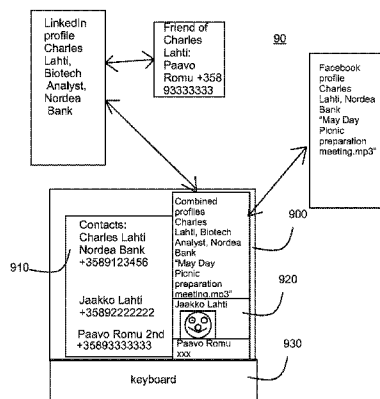 LinkedIn
profile
Charles
Lahti,
Biotech
Analyst,
Nordea
Bank
Friend of
Charles
Lahti:
Paavo
Romu +358
93333333
90
Facebook
profile
Charles
Lahti, Nordea
Bank
"May Day
Picnic
preparation
meeting.mp3"
Combined
profiles
Charles
Lahti, Biotech
Analyst, Nordea
Bank
"May Day
Picnic
preparation
meeting.mp3"
900
910
Contacts:
Charles Lahti
Nordea Bank
+3589123456
920
Jaakko Lahti
+35892222222
Jaakko Lahti
Paavo Romu 2nd
+35893333333
Paavo Romu
xxx
930
keyboard